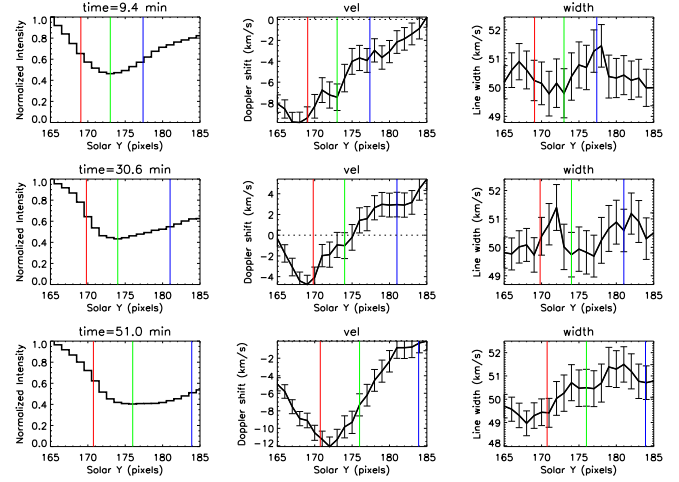 time=9.4 min
vel
width
Normalized Intensity
1.0
0.8
0.6
0.4
0.2
0.0
165 170 175 180 185
Solar Y (pixels)
Doppler shift (km/s)
0
-2
-4
-6
-8
165 170 175 180 185
Solar Y (pixels)
Line width (km/s)
52
51
50
49
165 170 175 180 185
Solar Y (pixels)
time=30.6 min
vel
width
Normalized Intensity
1.0
0.8
0.6
0.4
0.2
0.0
165 170 175 180 185
Solar Y (pixels)
Doppler shift (km/s)
4
2
0
-2
-4
165 170 175 180 185
Solar Y (pixels)
Line width (km/s)
52
51
50
49
165 170 175 180 185
Solar Y (pixels)
time=51.0 min
vel
width
Normalized Intensity
1.0
0.8
0.6
0.4
0.2
0.0
165 170 175 180 185
Solar Y (pixels)
Doppler shift (km/s)
-2
-4
-6
-8
-10
-12
165 170 175 180 185
Solar Y (pixels)
Line width (km/s)
52
51
50
49
48
165 170 175 180 185
Solar Y (pixels)